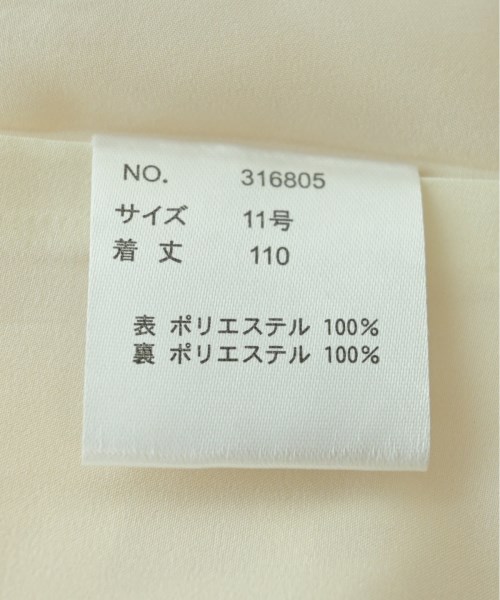 NO. 316805
サイズ 11号
着丈 110
表 ポリエステル 100%
裏 ポリエステル 100%